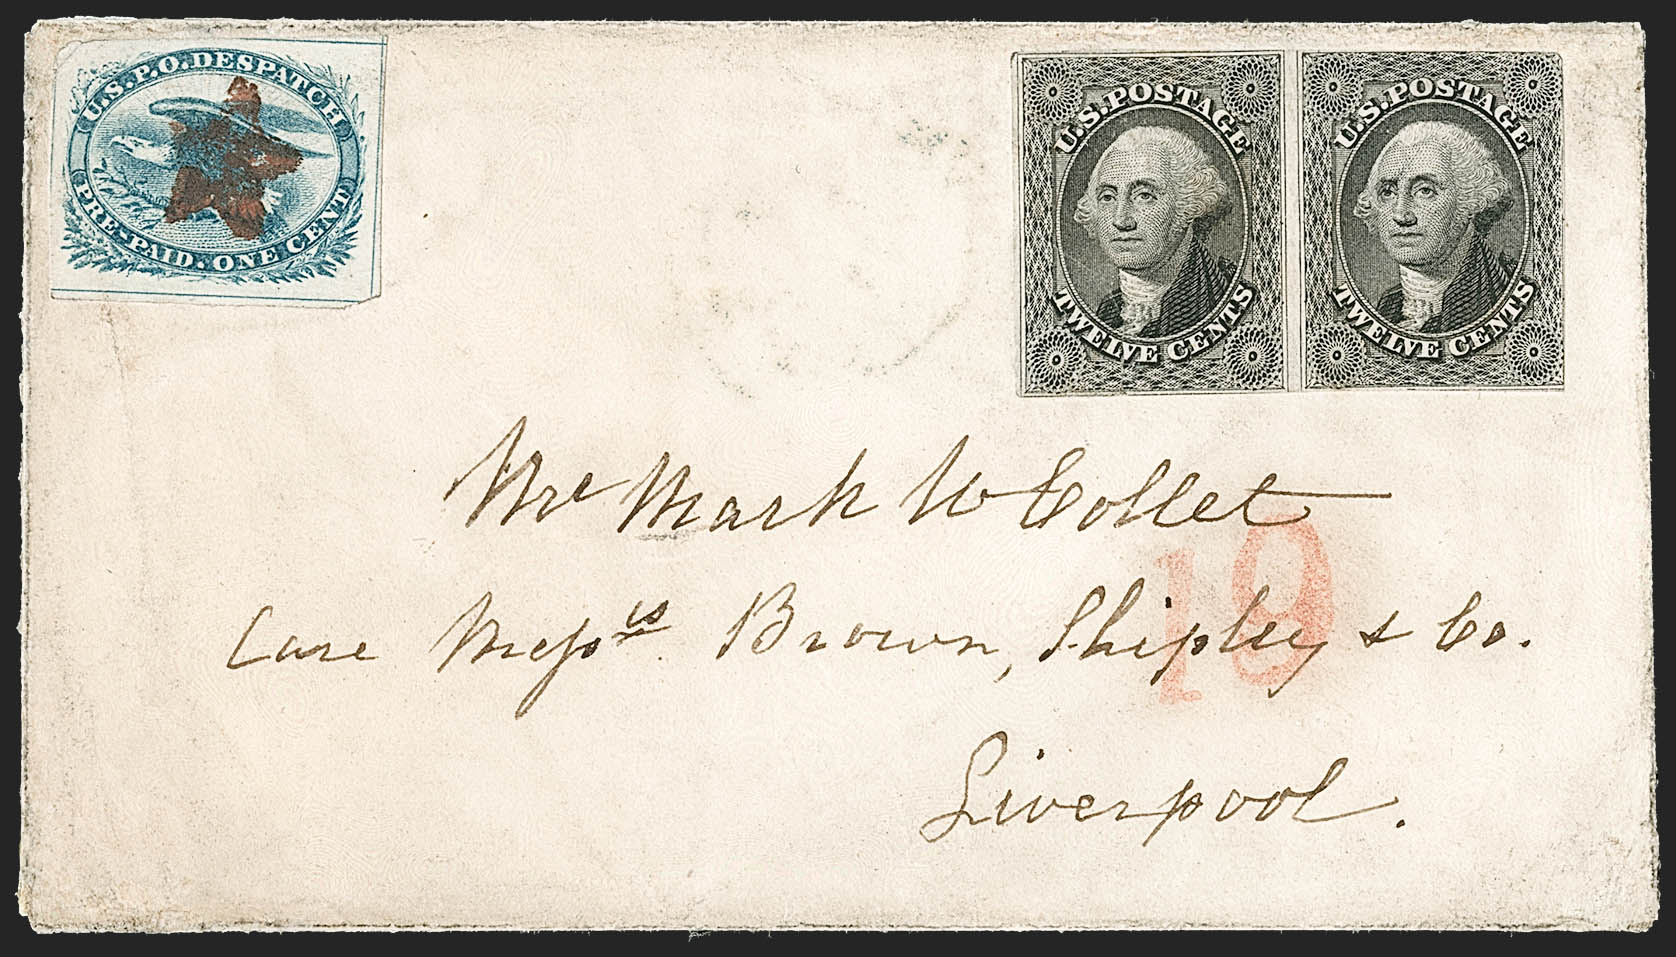 U.S.P.O. DESPATCH
PRE-PAID. ONE CENT.
U.S. POSTAGE
TWELVE CENTS
U.S. POSTAGE
TWELVE CENTS
Mr Mark W Collet
19
Care Messrs Brown, Shipley & Co.
Liverpool.